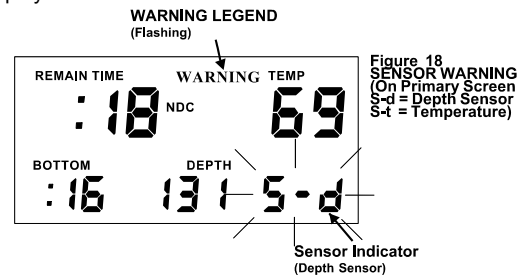 WARNING LEGEND
(Flashing)
Figure 18
SENSOR WARNING
(On Primary Screen
S-d = Depth Sensor
S-t = Temperature)
REMAIN TIME WARNING TEMP
:18 NDC 69
BOTTOM DEPTH
:16 131 S-d
Sensor Indicator
(Depth Sensor)